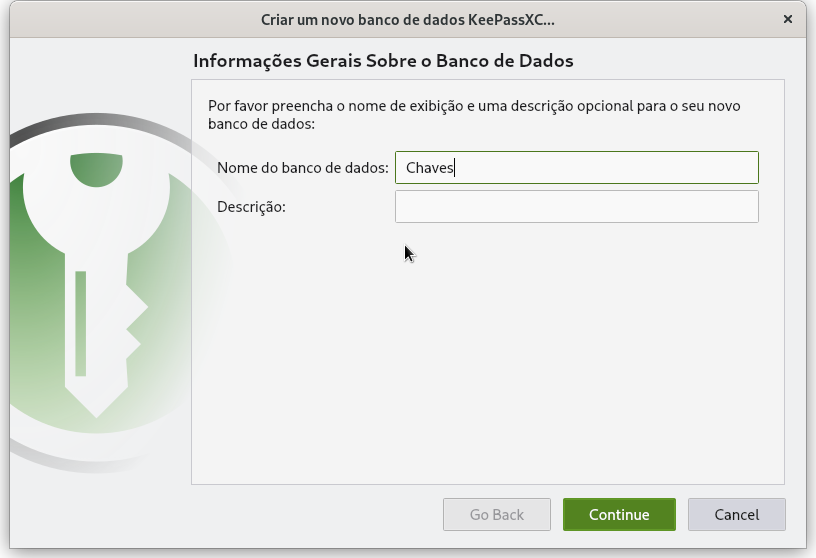 Criar um novo banco de dados KeePassXC...
×
Informações Gerais Sobre o Banco de Dados
Por favor preencha o nome de exibição e uma descrição opcional para o seu novo
banco de dados:
Nome do banco de dados: Chaves
Descrição:
Go Back Continue Cancel